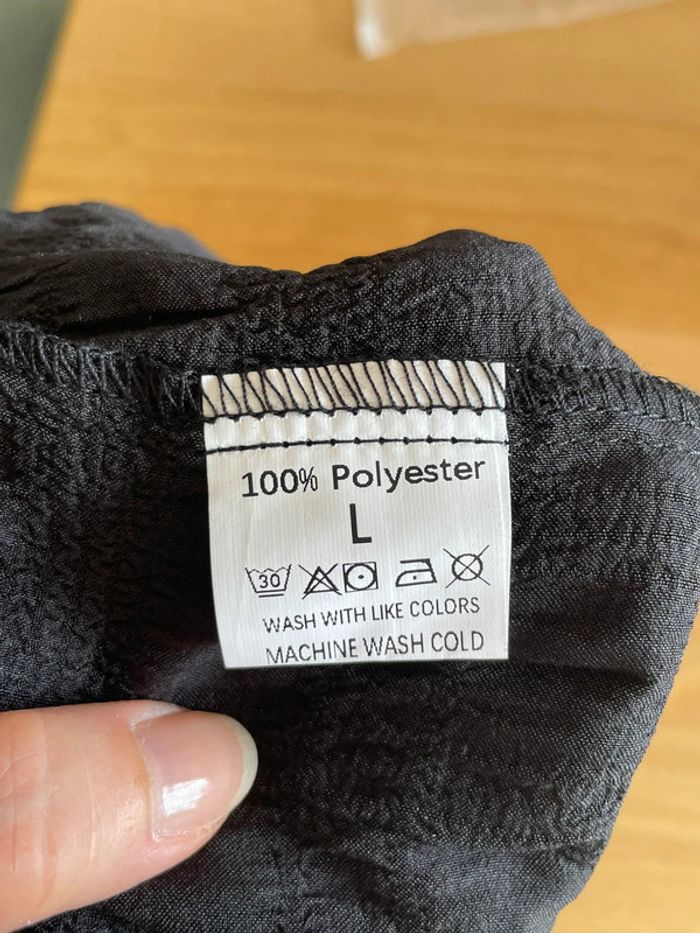 100% Polyester
L
30
WASH WITH LIKE COLORS
MACHINE WASH COLD